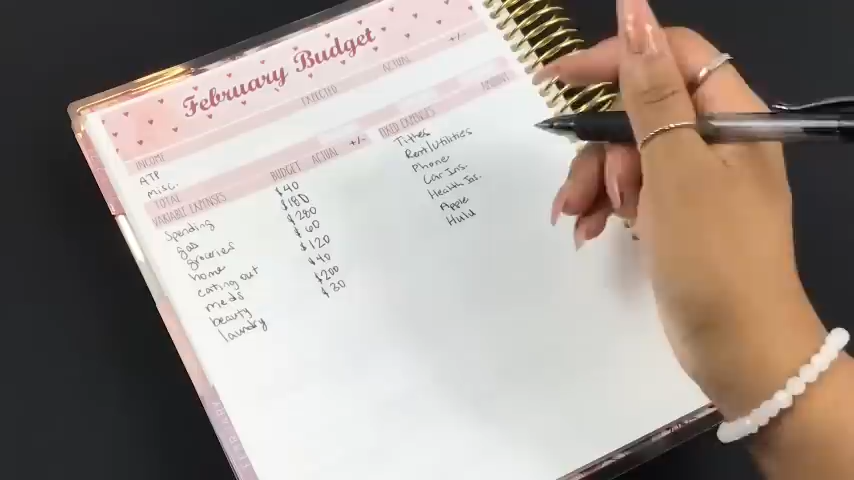 February Budget
INCOME EXPECTED ACTUAL +/-
ATP
misc.
TOTAL
VARIABLE EXPENSES BUDGET ACTUAL +/-
Spending $40
gas $180
groceries $280
home $60
eating out $120
meds $40
beauty $200
laundry $30
FIXED EXPENSES AMOUNT
Tithes
Rent/Utilities
Phone
Car Ins.
Health Ins.
Apple
Hulu
FEBRUARY